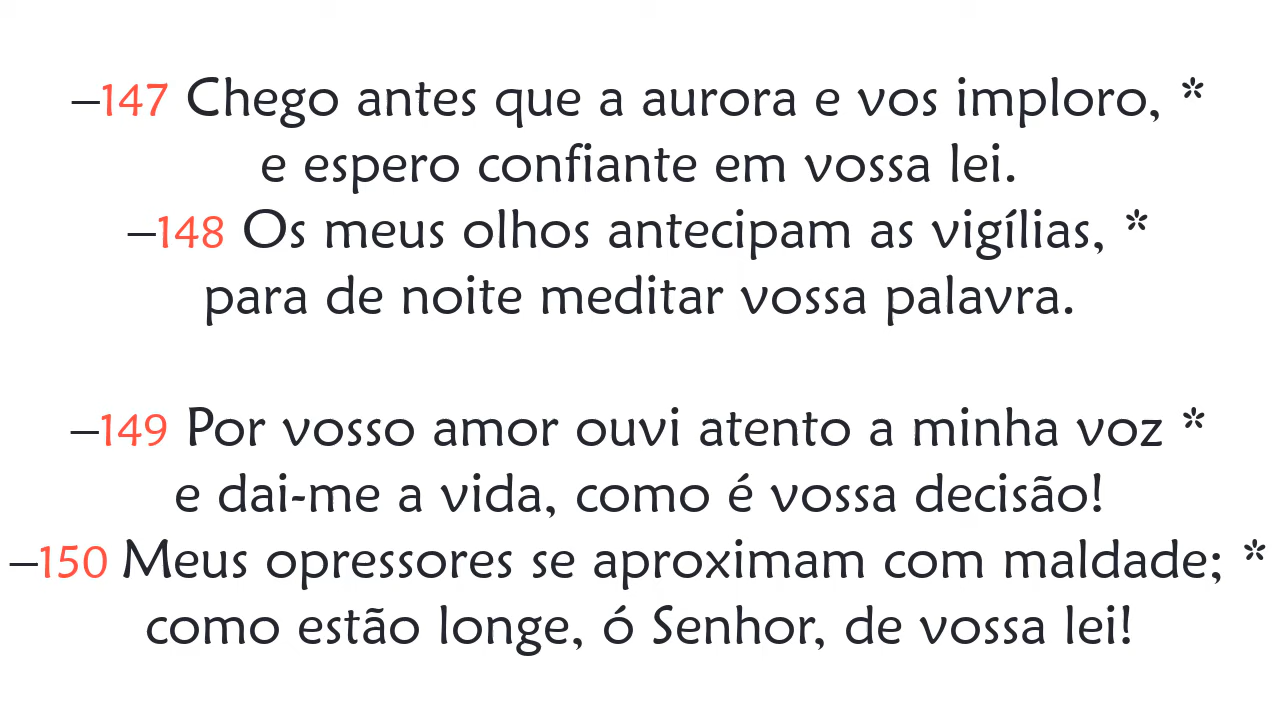 –147 Chego antes que a aurora e vos imploro, *
e espero confiante em vossa lei.
–148 Os meus olhos antecipam as vigílias, *
para de noite meditar vossa palavra.
–149 Por vosso amor ouvi atento a minha voz *
e dai-me a vida, como é vossa decisão!
–150 Meus opressores se aproximam com maldade; *
como estão longe, ó Senhor, de vossa lei!